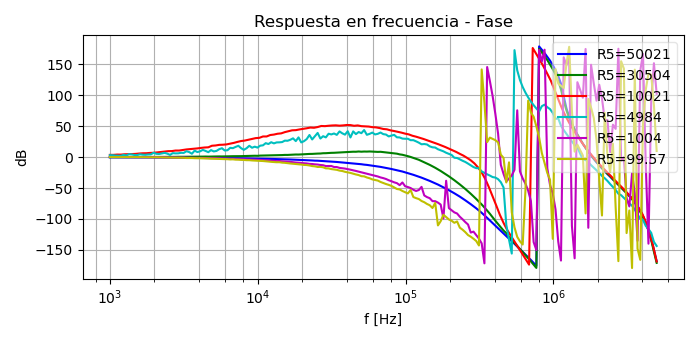 Respuesta en frecuencia - Fase
dB
150
100
50
0
−50
−100
−150
10³
10⁴
10⁵
10⁶
f [Hz]
R5=50021
R5=30504
R5=10021
R5=4984
R5=1004
R5=99.57